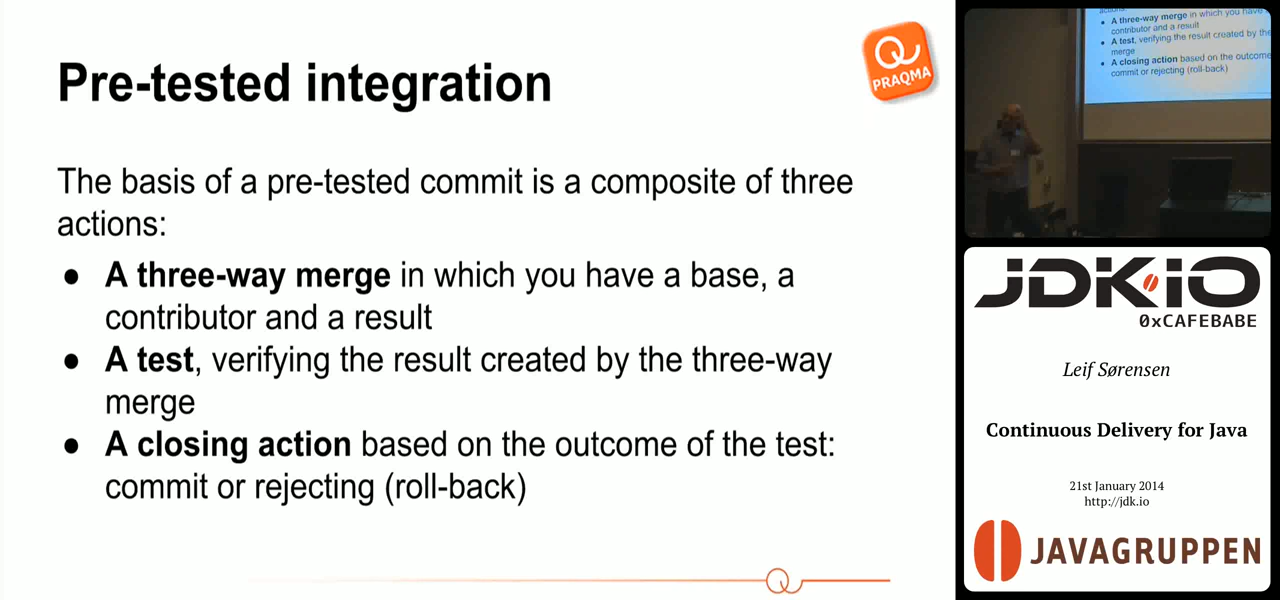 Pre-tested integration
PRAQMA
The basis of a pre-tested commit is a composite of three
actions:
● A three-way merge in which you have a base, a
contributor and a result
● A test, verifying the result created by the three-way
merge
● A closing action based on the outcome of the test:
commit or rejecting (roll-back)
actions:
• A three-way merge in which you have
contributor and a result
• A test, verifying the result created by the
merge
• A closing action based on the outcome
commit or rejecting (roll-back)
JDK.iO
0xCAFEBABE
Leif Sørensen
Continuous Delivery for Java
21st January 2014
http://jdk.io
JAVAGRUPPEN